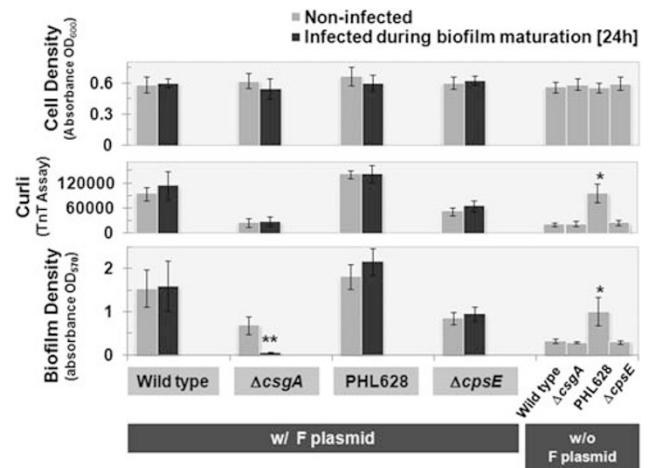 Non-infected
Infected during biofilm maturation [24h]
Cell Density
(Absorbance OD600)
0.6
0.3
0
Curli
(TnT Assay)
120000
60000
0
*
Biofilm Density
(absorbance OD570)
2
1
0
**
*
Wild type
ΔcsgA
PHL628
ΔcpsE
Wild type
ΔcsgA
PHL628
ΔcpsE
w/ F plasmid
w/o
F plasmid